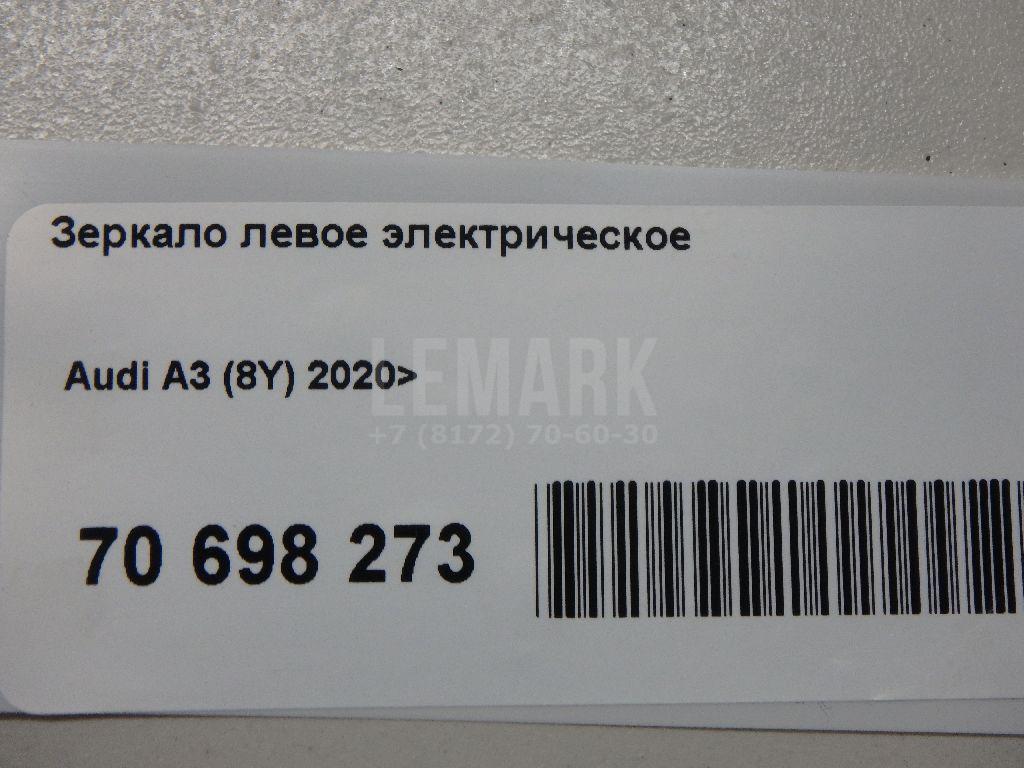 Зеркало левое электрическое
Audi A3 (8Y) 2020>
LEMARK
+7 (8172) 70-60-30
70 698 273